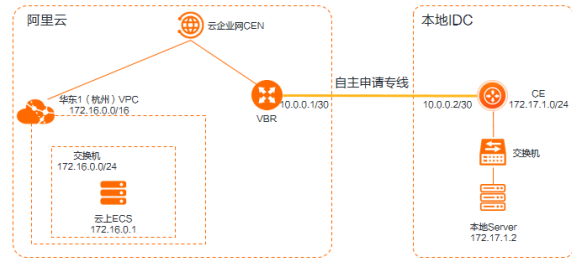 阿里云
云企业网CEN
本地IDC
自主申请专线
华东1（杭州）VPC
172.16.0.0/16
10.0.0.1/30
VBR
10.0.0.2/30
CE
172.17.1.0/24
交换机
172.16.0.0/24
交换机
云上ECS
172.16.0.1
本地Server
172.17.1.2